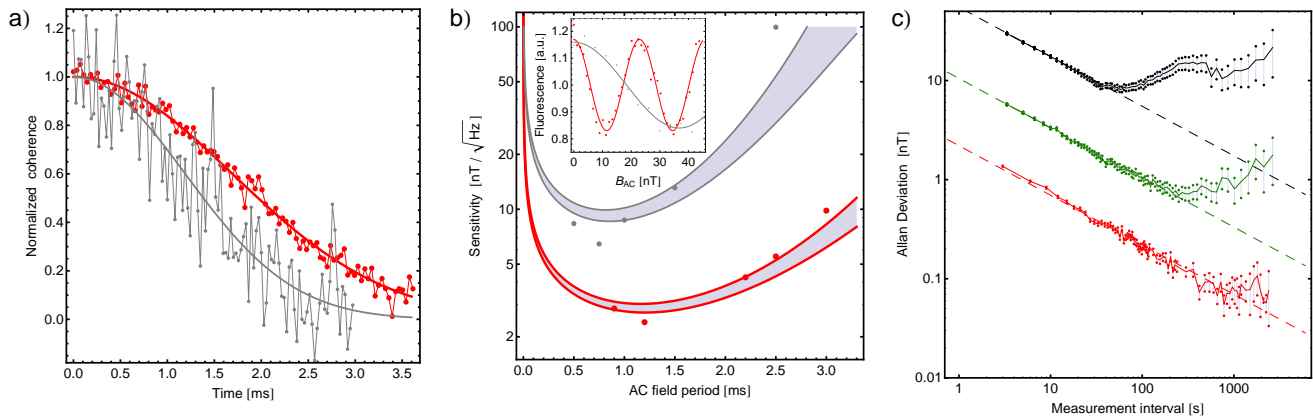 a)
Normalized coherence
1.2
1.0
0.8
0.6
0.4
0.2
0.0
0.0 0.5 1.0 1.5 2.0 2.5 3.0 3.5
Time [ms]
b)
Sensitivity [nT / √Hz]
100
50
20
10
5
2
0.0 0.5 1.0 1.5 2.0 2.5 3.0
AC field period [ms]
Fluorescence [a.u.]
1.2
1.1
1.0
0.9
0.8
0 10 20 30 40
B_AC [nT]
c)
Allan Deviation [nT]
10
1
0.1
0.01
1 10 100 1000
Measurement interval [s]